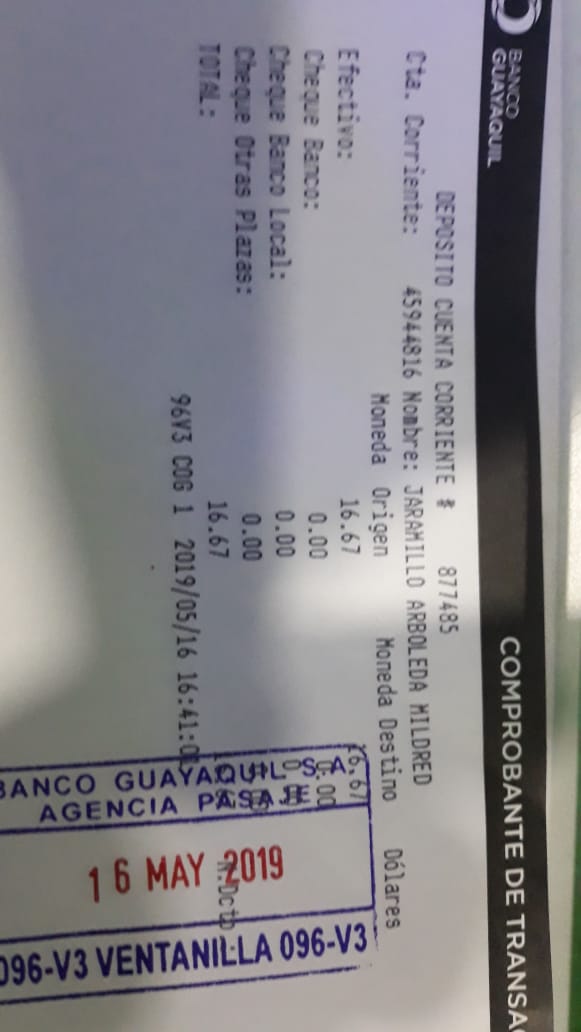 BANCO
GUAYAQUIL
COMPROBANTE DE TRANSA
DEPOSITO CUENTA CORRIENTE # 877485
Cta. Corriente: 45944816 Nombre: JARAMILLO ARBOLEDA MILDRED
Moneda Origen Moneda Destino Dólares
Efectivo: 16.67 16.67
Cheque Banco: 0.00 0.00
Cheque Banco Local: 0.00
Cheque Otras Plazas: 0.00
TOTAL: 16.67
N.Dcto
96V3 COG 1 2019/05/16 16:41:0
BANCO GUAYAQUIL S.A.
AGENCIA PASAJE
16 MAY 2019
096-V3 VENTANILLA 096-V3